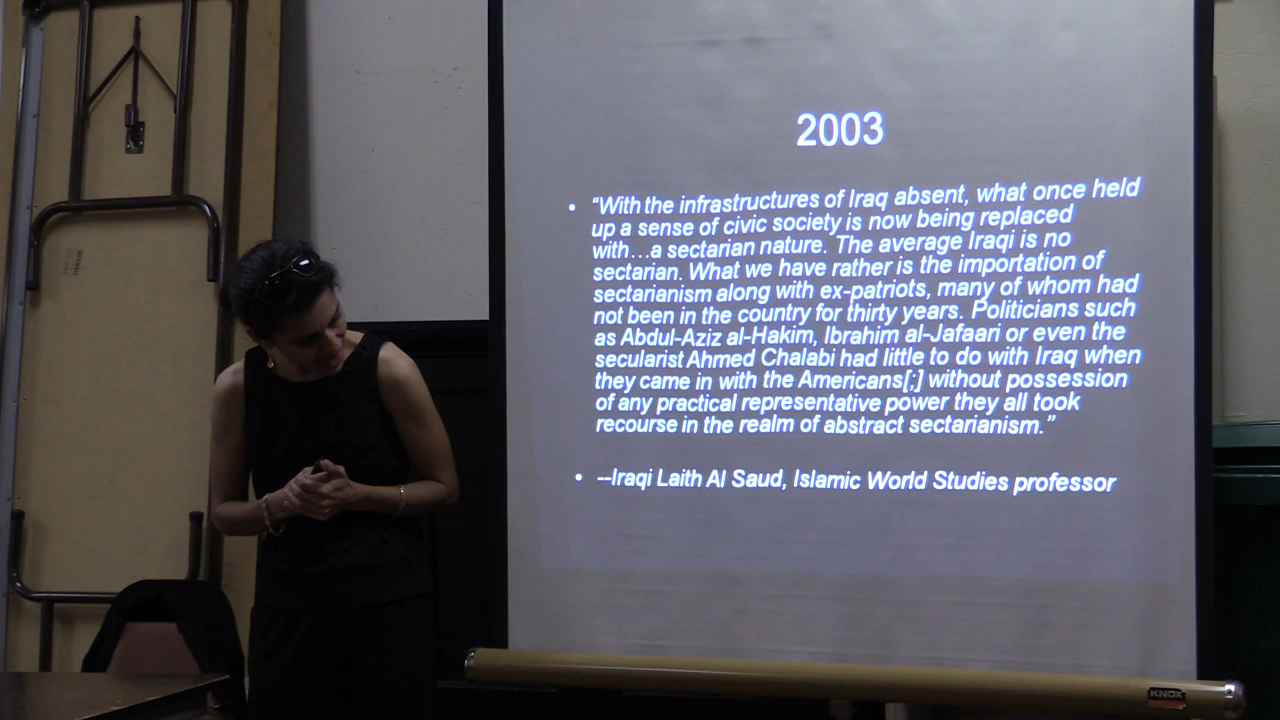 2003
• “With the infrastructures of Iraq absent, what once held
up a sense of civic society is now being replaced
with…a sectarian nature. The average Iraqi is no
sectarian. What we have rather is the importation of
sectarianism along with ex-patriots, many of whom had
not been in the country for thirty years. Politicians such
as Abdul-Aziz al-Hakim, Ibrahim al-Jafaari or even the
secularist Ahmed Chalabi had little to do with Iraq when
they came in with the Americans[;] without possession
of any practical representative power they all took
recourse in the realm of abstract sectarianism.”
• --Iraqi Laith Al Saud, Islamic World Studies professor
KNOX